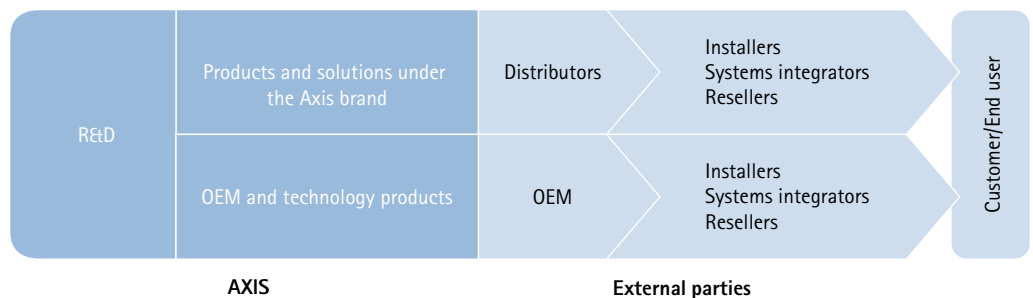 R&D
Products and solutions under
the Axis brand
Distributors
Installers
Systems integrators
Resellers
OEM and technology products
OEM
Installers
Systems integrators
Resellers
Customer/End user
AXIS
External parties